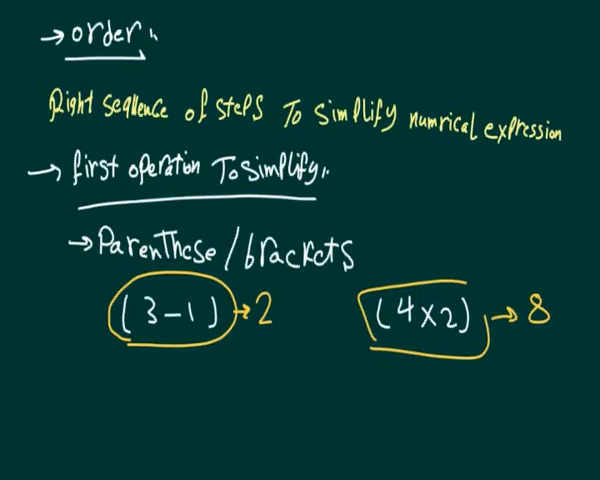 → order :
Right sequence of steps To simplify numrical expression
→ first operation To simplify :
→ Parenthese / brackets
( 3 - 1 ) → 2 ( 4 × 2 ) → 8